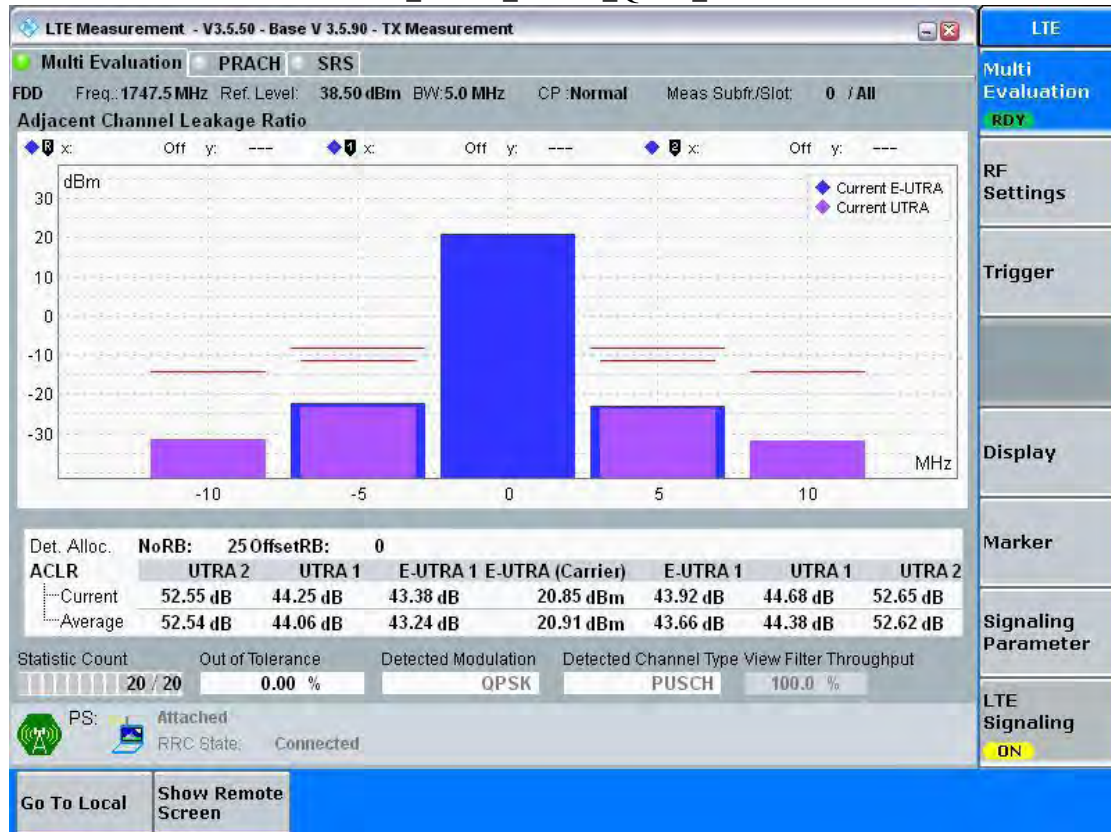 LTE Measurement - V3.5.50 - Base V 3.5.90 - TX Measurement
LTE
Multi Evaluation PRACH SRS
FDD Freq.: 1747.5 MHz Ref. Level: 38.50 dBm BW: 5.0 MHz CP : Normal Meas Subfr./Slot: 0 / All
Adjacent Channel Leakage Ratio
R x: Off y: --- 1 x: Off y: --- 2 x: Off y: ---
dBm
Current E-UTRA
Current UTRA
30
20
10
0
-10
-20
-30
MHz
-10 -5 0 5 10
Det. Alloc. NoRB: 25 OffsetRB: 0
ACLR UTRA 2 UTRA 1 E-UTRA 1 E-UTRA (Carrier) E-UTRA 1 UTRA 1 UTRA 2
Current 52.55 dB 44.25 dB 43.38 dB 20.85 dBm 43.92 dB 44.68 dB 52.65 dB
Average 52.54 dB 44.06 dB 43.24 dB 20.91 dBm 43.66 dB 44.38 dB 52.62 dB
Statistic Count Out of Tolerance Detected Modulation Detected Channel Type View Filter Throughput
20 / 20 0.00 % QPSK PUSCH 100.0 %
PS: Attached
RRC State: Connected
Multi
Evaluation
RDY
RF
Settings
Trigger
Display
Marker
Signaling
Parameter
LTE
Signaling
ON
Go To Local
Show Remote
Screen